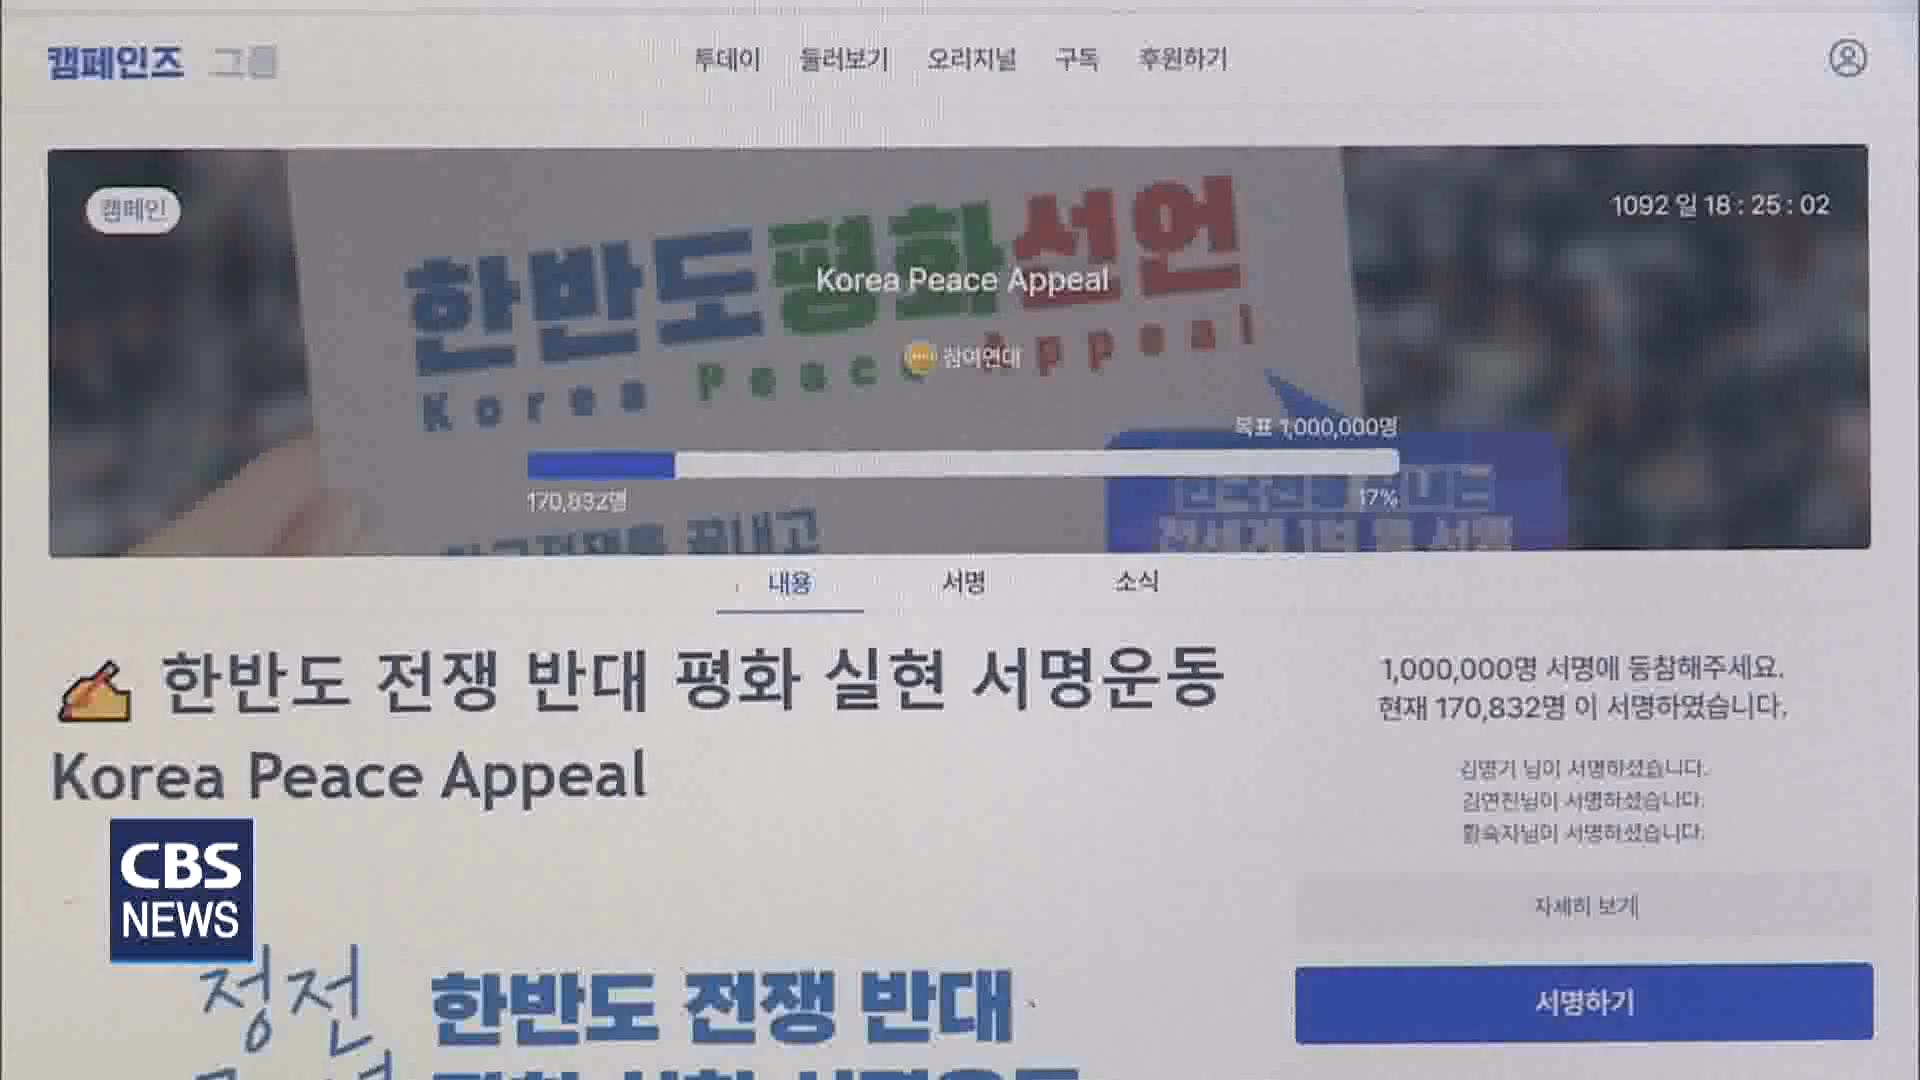 캠페인즈 그룹
투데이 둘러보기 오리지널 구독 후원하기
캠페인
1092 일 18 : 25 : 02
한반도평화선언
Korea Peace Appeal
Korea Peace Appeal
참여연대
목표 1,000,000명
170,832명
17%
끝내고
내용 서명 소식
✍ 한반도 전쟁 반대 평화 실현 서명운동
Korea Peace Appeal
1,000,000명 서명에 동참해주세요.
현재 170,832명 이 서명하였습니다.
김명기 님이 서명하셨습니다.
김연진님이 서명하셨습니다.
황숙자님이 서명하셨습니다.
자세히 보기
서명하기
CBS
NEWS
정전
한반도 전쟁 반대